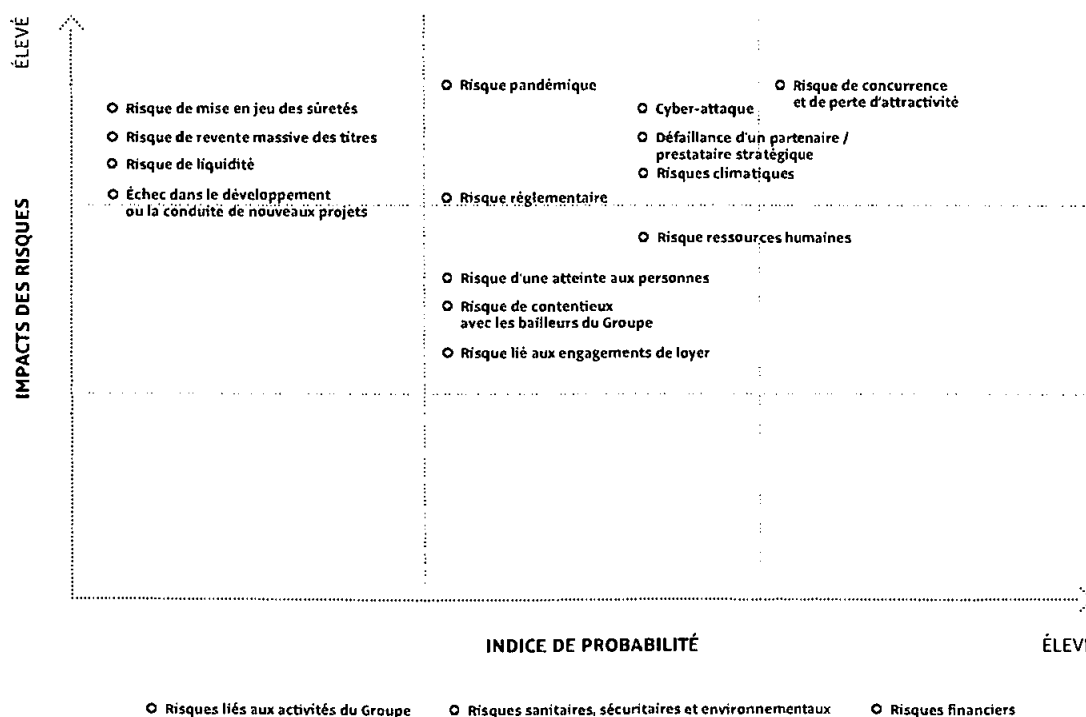 ÉLEVÉ
IMPACTS DES RISQUES
Risque de mise en jeu des sûretés
Risque de revente massive des titres
Risque de liquidité
Échec dans le développement
ou la conduite de nouveaux projets
Risque pandémique
Risque réglementaire
Risque d'une atteinte aux personnes
Risque de contentieux
avec les bailleurs du Groupe
Risque lié aux engagements de loyer
Cyber-attaque
Défaillance d'un partenaire /
prestataire stratégique
Risques climatiques
Risque ressources humaines
Risque de concurrence
et de perte d'attractivité
INDICE DE PROBABILITÉ
ÉLEVÉ
Risques liés aux activités du Groupe
Risques sanitaires, sécuritaires et environnementaux
Risques financiers